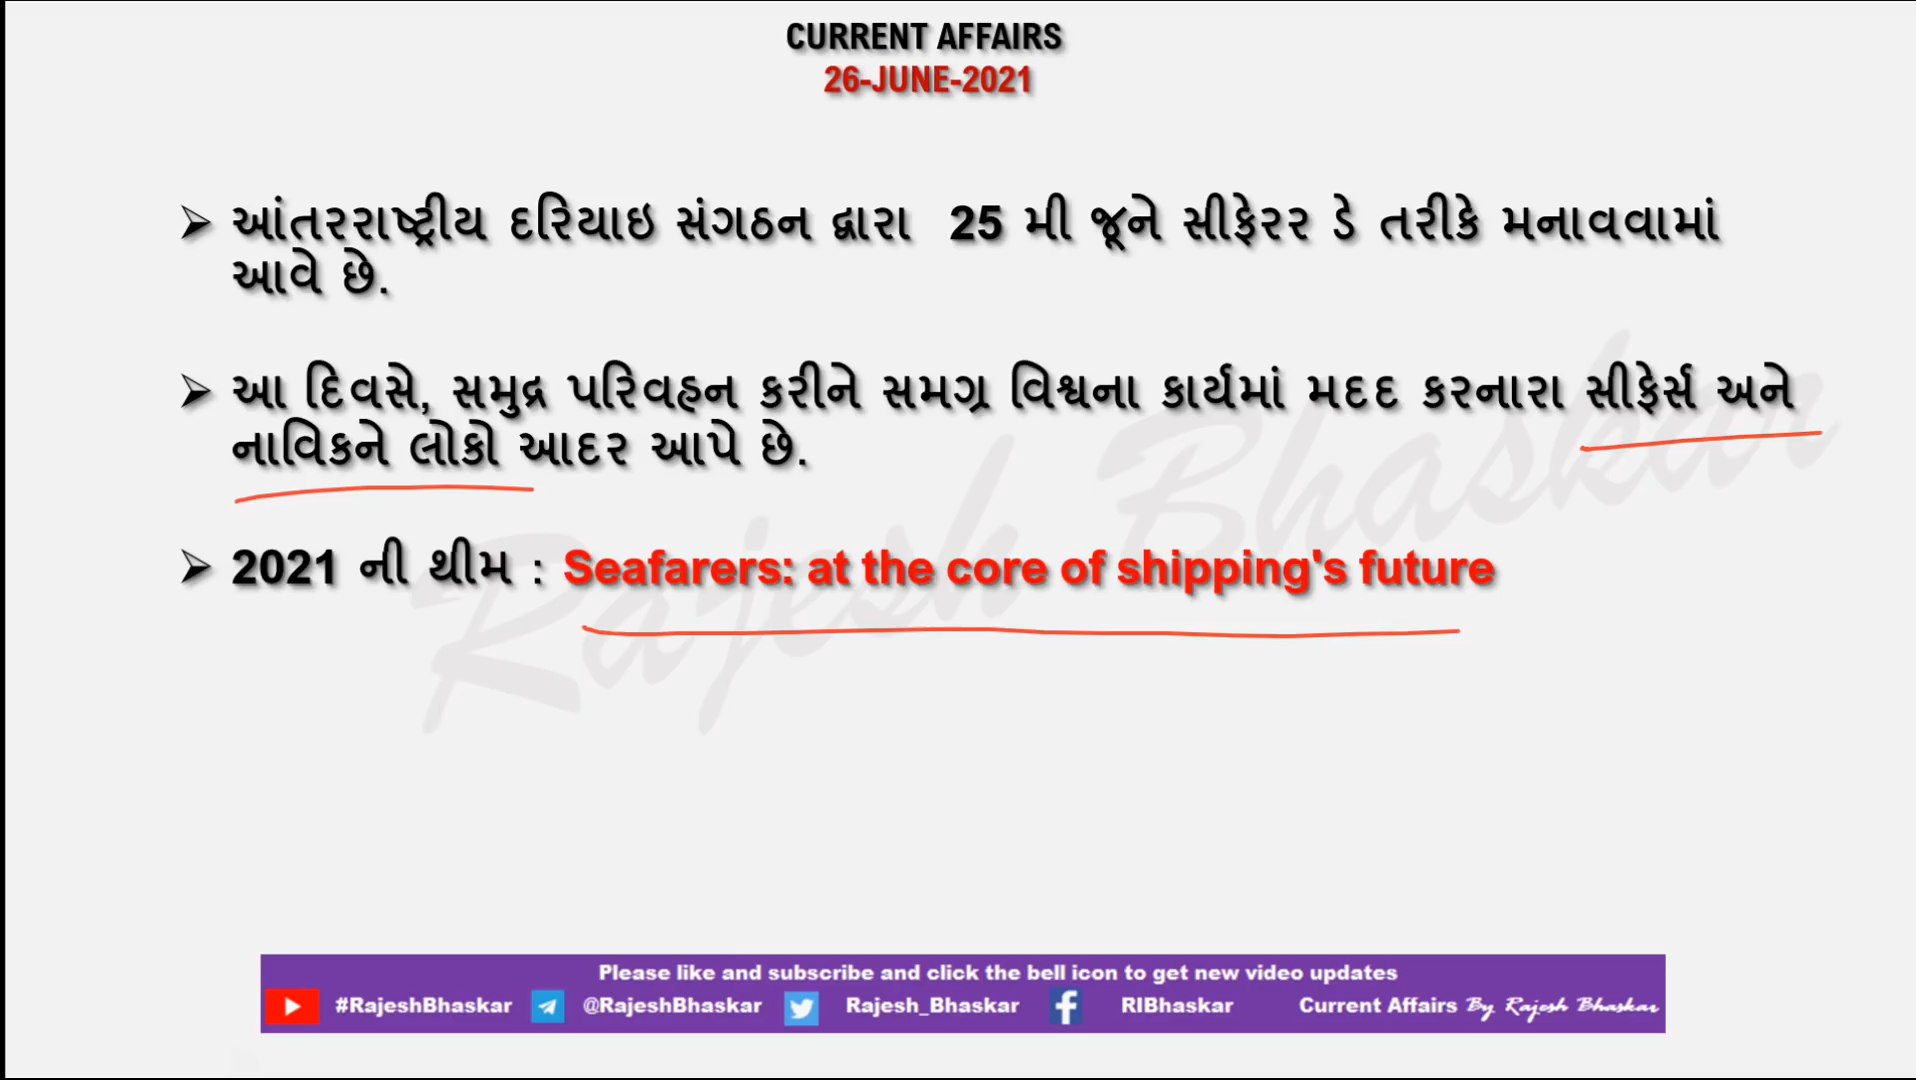 CURRENT AFFAIRS
26-JUNE-2021
➢ આંતરરાષ્ટ્રીય દરિયાઇ સંગઠન દ્વારા 25 મી જૂને સીફેરર ડે તરીકે મનાવવામાં
આવે છે.
➢ આ દિવસે, સમુદ્ર પરિવહન કરીને સમગ્ર વિશ્વના કાર્યમાં મદદ કરનારા સીફેર્સ અને
નાવિકને લોકો આદર આપે છે.
➢ 2021 ની થીમ : Seafarers: at the core of shipping's future
Rajesh Bhaskar
Please like and subscribe and click the bell icon to get new video updates
#RajeshBhaskar @RajeshBhaskar Rajesh_Bhaskar f RIBhaskar Current Affairs By Rajesh Bhaskar